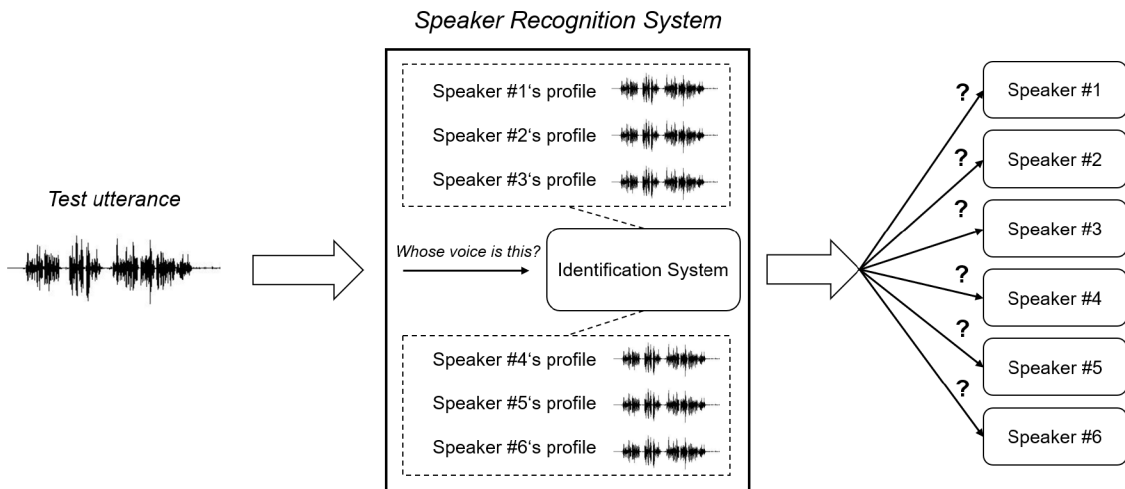 Speaker Recognition System
Test utterance
Speaker #1‘s profile
Speaker #2‘s profile
Speaker #3‘s profile
Whose voice is this?
Identification System
Speaker #4‘s profile
Speaker #5‘s profile
Speaker #6‘s profile
?
Speaker #1
?
Speaker #2
?
Speaker #3
?
Speaker #4
?
Speaker #5
?
Speaker #6